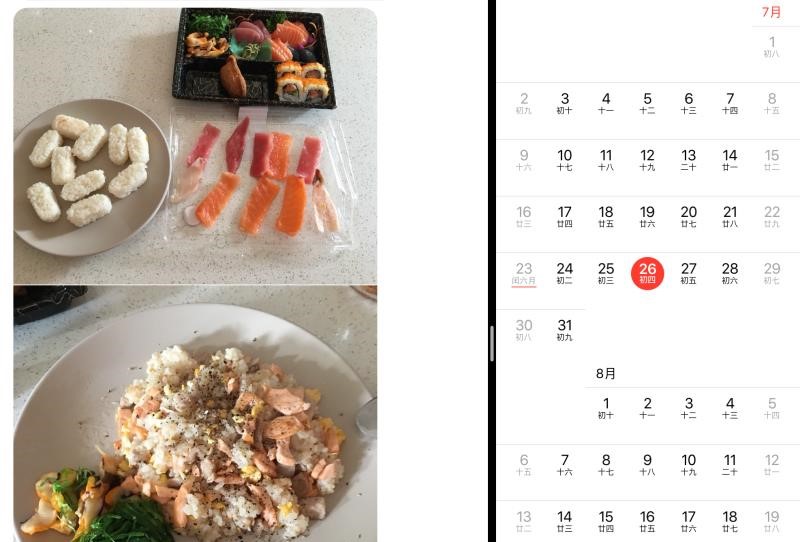 7月
1
初八
2 3 4 5 6 7 8
初九 初十 十一 十二 十三 十四 十五
9 10 11 12 13 14 15
十六 十七 十八 十九 二十 廿一 廿二
16 17 18 19 20 21 22
廿三 廿四 廿五 廿六 廿七 廿八 廿九
23 24 25 26 27 28 29
闰六月 初二 初三 初四 初五 初六 初七
30 31
初八 初九
8月
1 2 3 4 5
初十 十一 十二 十三 十四
6 7 8 9 10 11 12
十五 十六 十七 十八 十九 二十 廿一
13 14 15 16 17 18 19
廿二 廿三 廿四 廿五 廿六 廿七 廿八